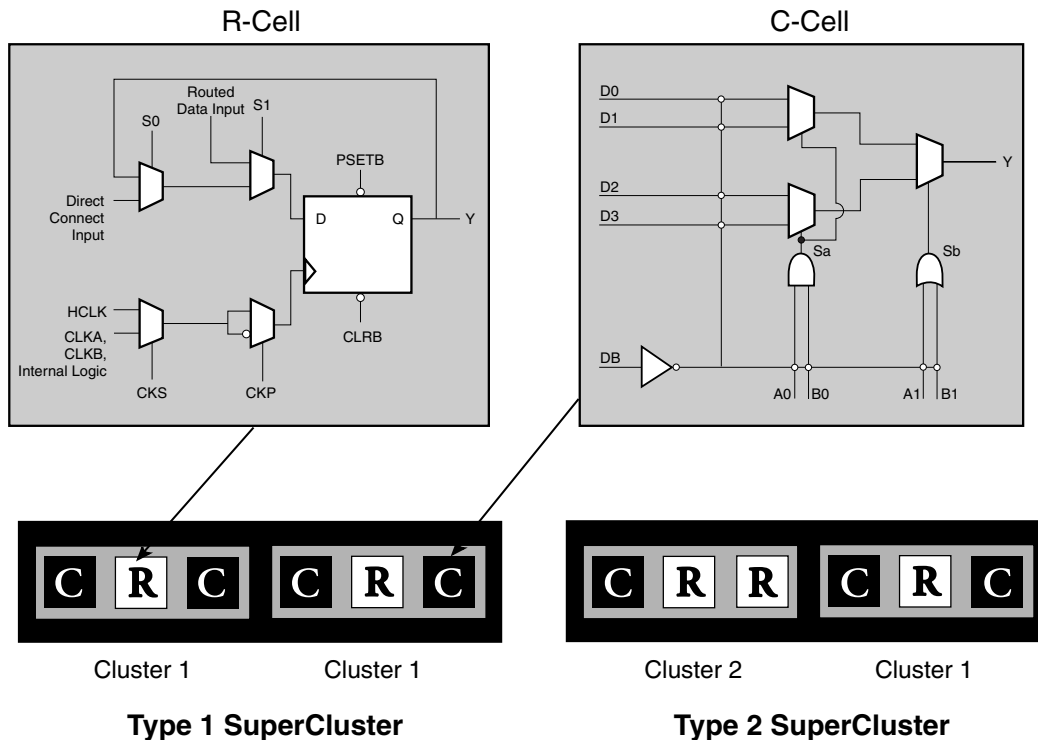 R-Cell
C-Cell
Routed
Data Input
S1
S0
PSETB
Direct
Connect
Input
D
Q
Y
HCLK
CLKA,
CLKB,
Internal Logic
CKS
CKP
CLRB
D0
D1
D2
D3
Sa
Sb
Y
DB
A0
B0
A1
B1
C
R
C
C
R
C
C
R
R
C
R
C
Cluster 1
Cluster 1
Cluster 2
Cluster 1
Type 1 SuperCluster
Type 2 SuperCluster